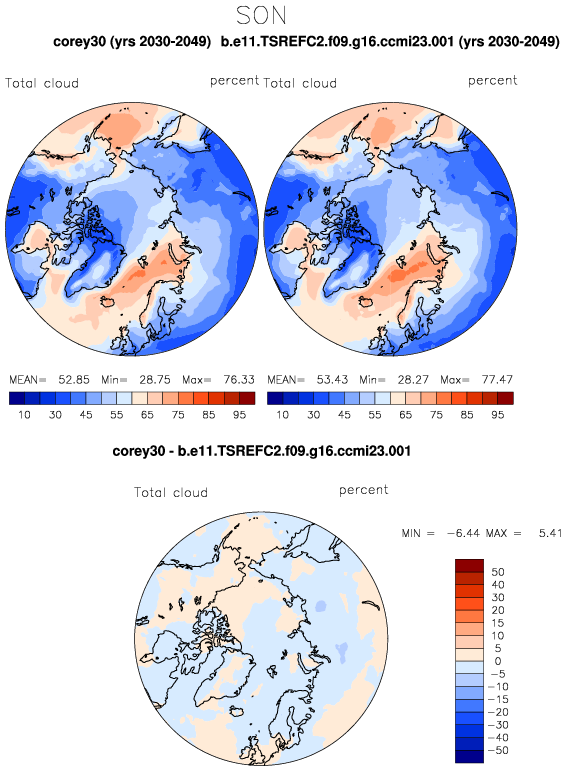 SON
corey30 (yrs 2030-2049) b.e11.TSREFC2.f09.g16.ccmi23.001 (yrs 2030-2049)
Total cloud percent Total cloud percent
MEAN= 52.85 Min= 28.75 Max= 76.33 MEAN= 53.43 Min= 28.27 Max= 77.47
10 30 45 55 65 75 85 95 10 30 45 55 65 75 85 95
corey30 - b.e11.TSREFC2.f09.g16.ccmi23.001
Total cloud percent
MIN = -6.44 MAX = 5.41
50
40
30
20
15
10
5
0
-5
-10
-15
-20
-30
-40
-50